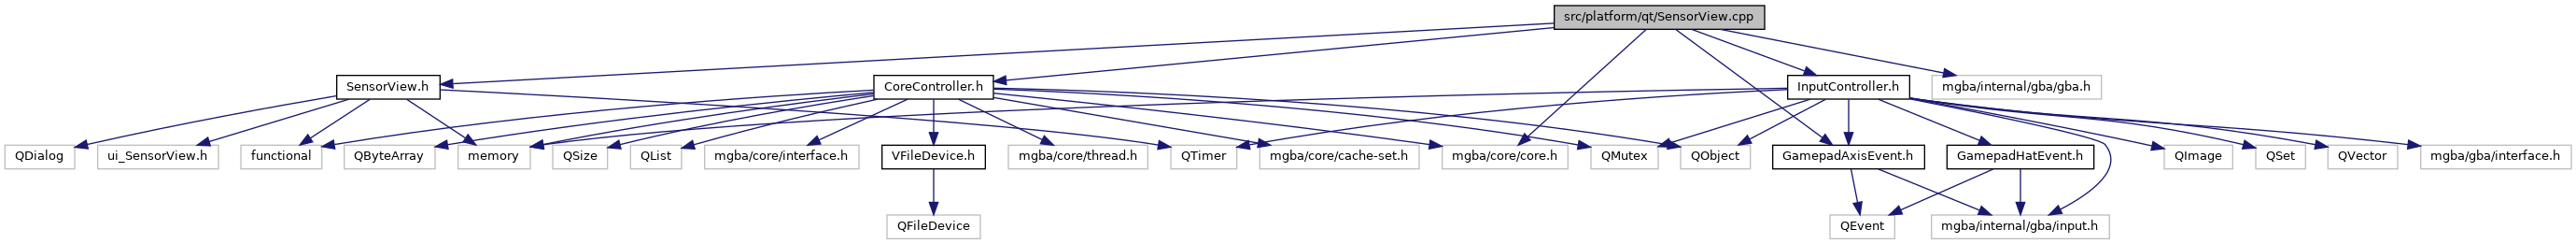 src/platform/qt/SensorView.cpp
SensorView.h
CoreController.h
InputController.h
mgba/internal/gba/gba.h
QDialog
ui_SensorView.h
functional
QByteArray
memory
QSize
QList
mgba/core/interface.h
VFileDevice.h
mgba/core/thread.h
QTimer
mgba/core/cache-set.h
mgba/core/core.h
QMutex
QObject
GamepadAxisEvent.h
GamepadHatEvent.h
QImage
QSet
QVector
mgba/gba/interface.h
QFileDevice
QEvent
mgba/internal/gba/input.h